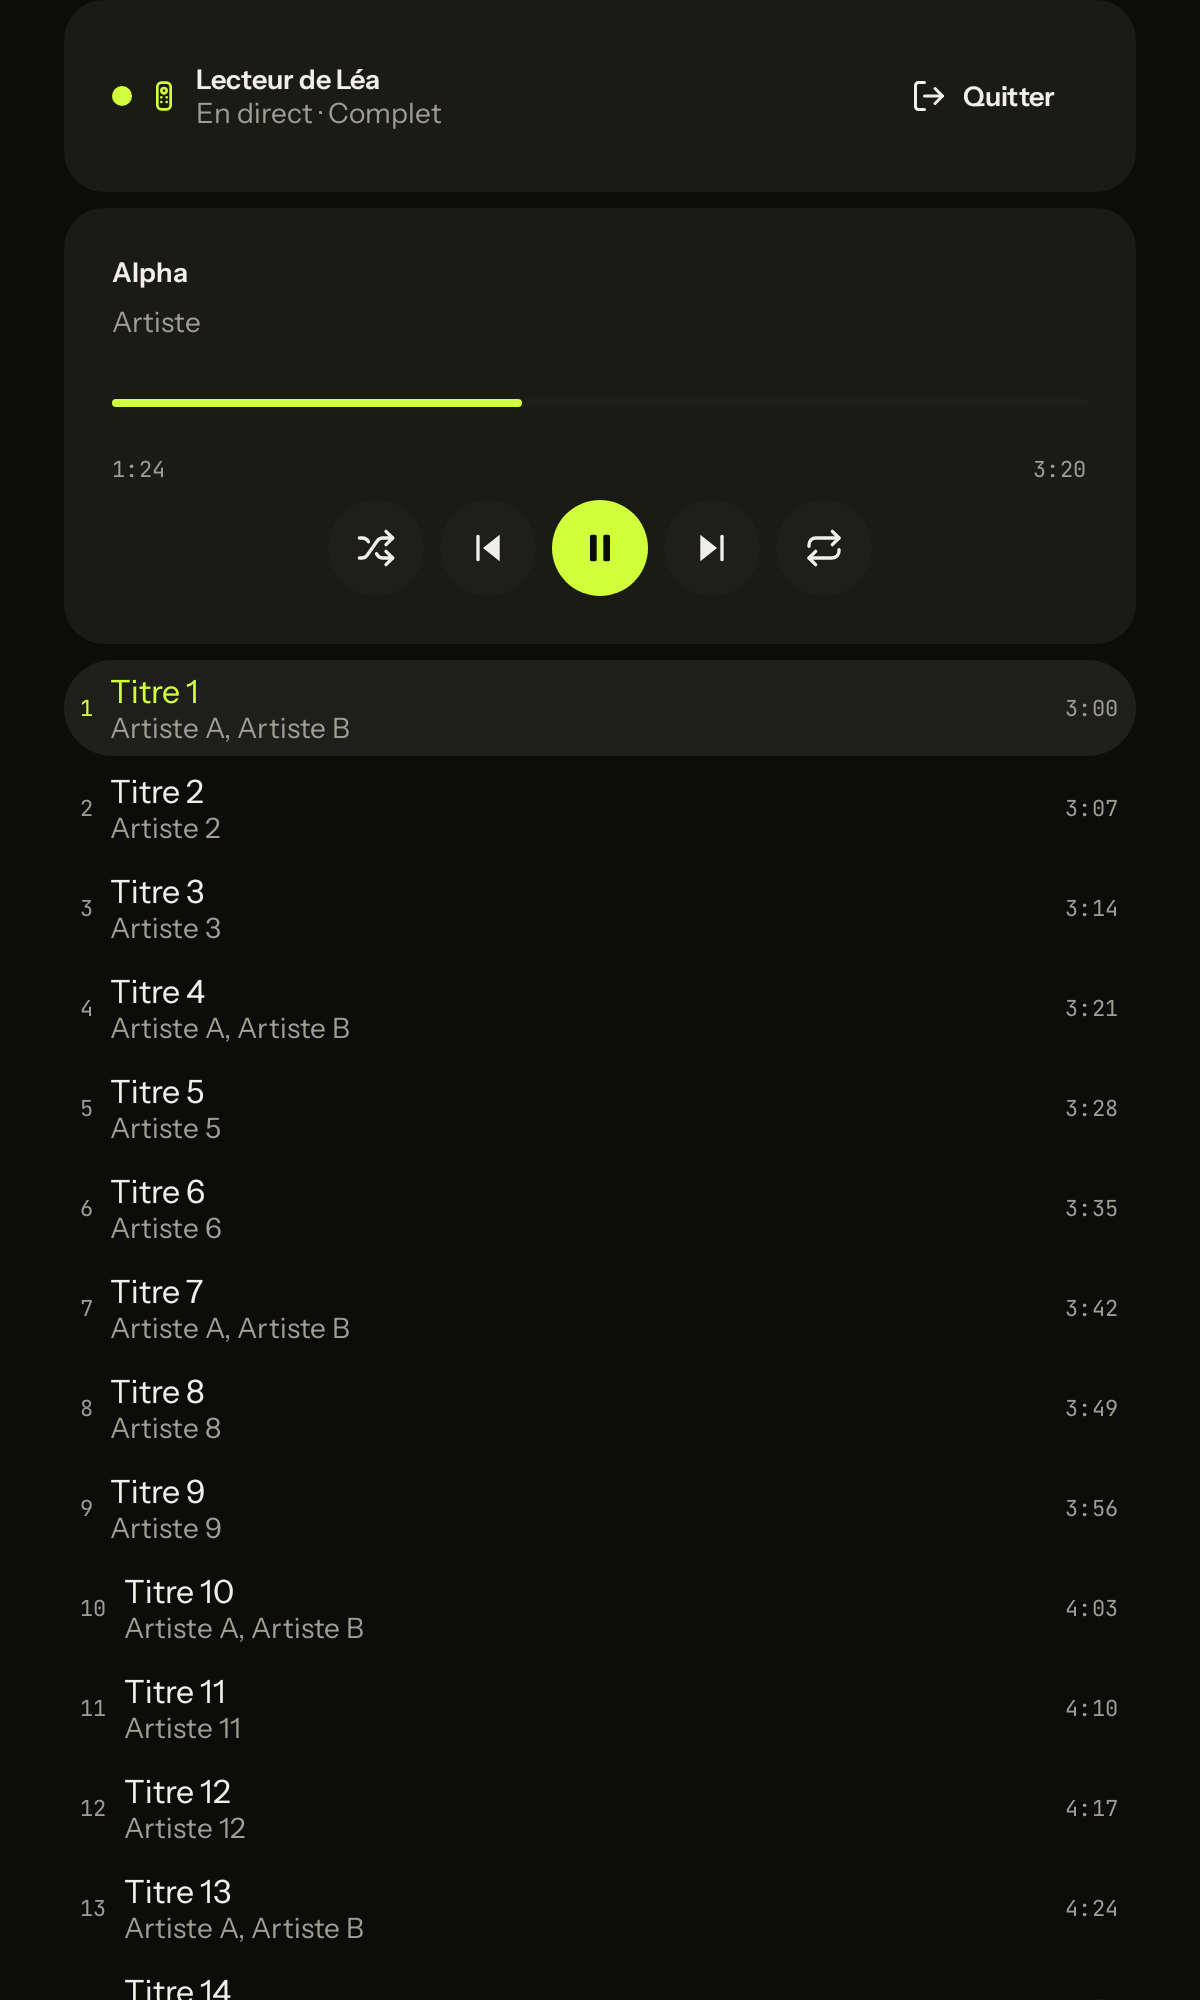 Lecteur de Léa
En direct · Complet
Quitter
Alpha
Artiste
1:24
3:20
1
Titre 1
Artiste A, Artiste B
3:00
2
Titre 2
Artiste 2
3:07
3
Titre 3
Artiste 3
3:14
4
Titre 4
Artiste A, Artiste B
3:21
5
Titre 5
Artiste 5
3:28
6
Titre 6
Artiste 6
3:35
7
Titre 7
Artiste A, Artiste B
3:42
8
Titre 8
Artiste 8
3:49
9
Titre 9
Artiste 9
3:56
10
Titre 10
Artiste A, Artiste B
4:03
11
Titre 11
Artiste 11
4:10
12
Titre 12
Artiste 12
4:17
13
Titre 13
Artiste A, Artiste B
4:24
Titre 14